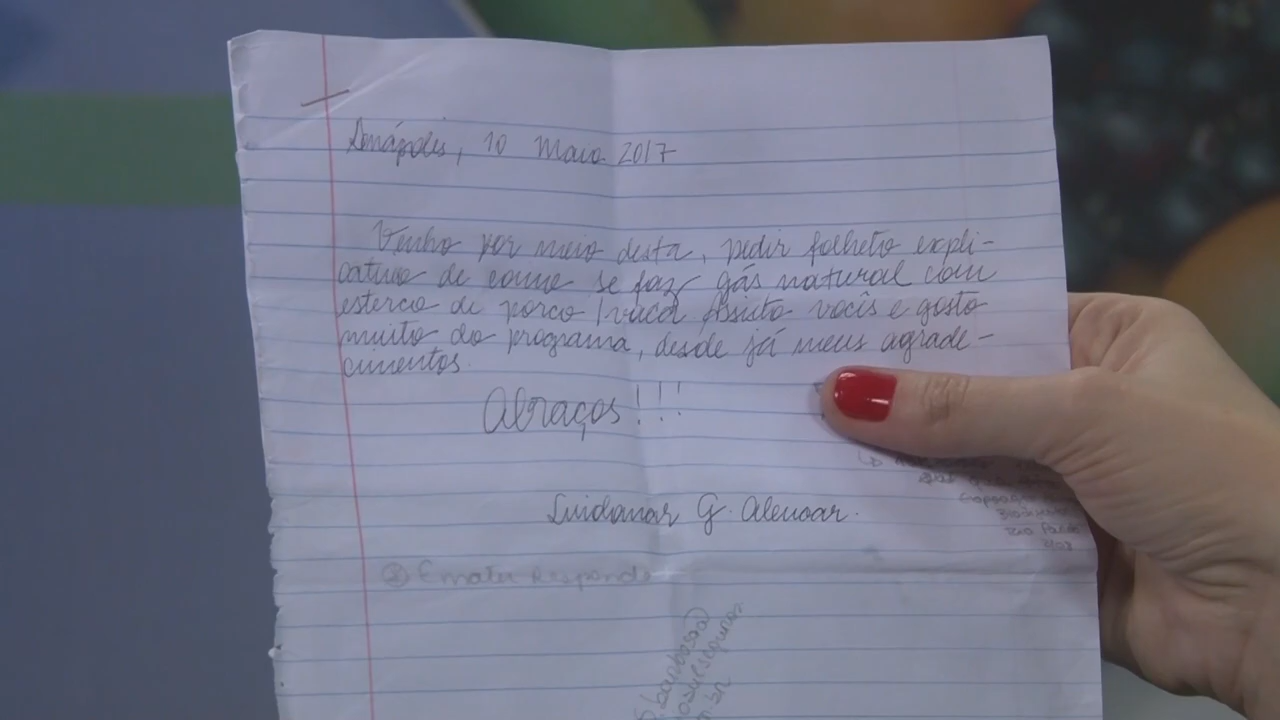 Anápolis, 10 Maio 2017
Venho por meio desta, pedir folheto expli-
cativo de como se faz gás natural com
esterco de porco/vaca Assisto vocês e gosto
muito do programa, desde já meus agrade-
cimentos.
Abraços!!!
G. Alencar.
Emater Responde